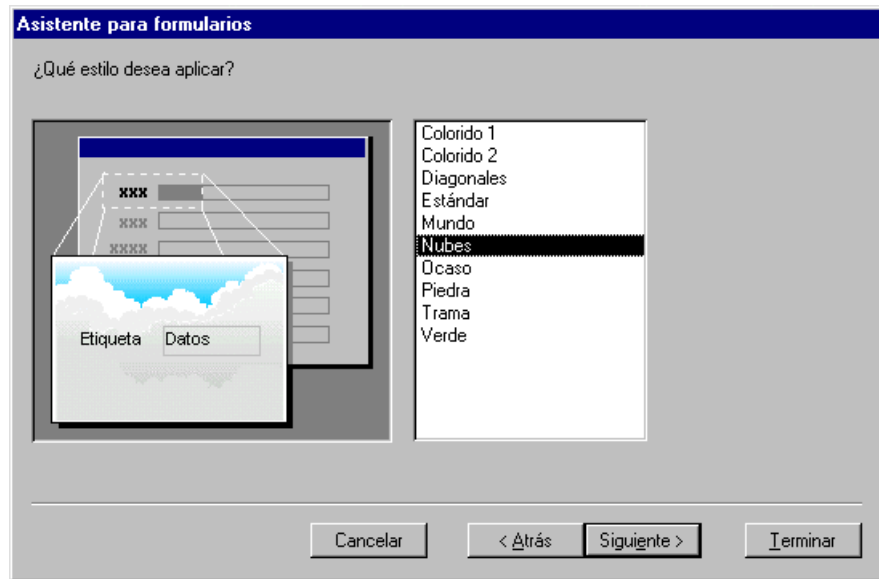 Asistente para formularios
¿Qué estilo desea aplicar?
xxx
xxx
xxxx
Etiqueta Datos
Colorido 1
Colorido 2
Diagonales
Estándar
Mundo
Nubes
Ocaso
Piedra
Trama
Verde
Cancelar < Atrás Siguiente > Terminar